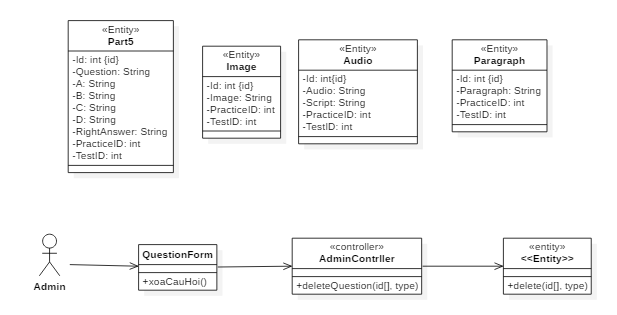 «Entity»
Part5
-Id: int {id}
-Question: String
-A: String
-B: String
-C: String
-D: String
-RightAnswer: String
-PracticeID: int
-TestID: int
«Entity»
Image
-Id: int {id}
-Image: String
-PracticeID: int
-TestID: int
«Entity»
Audio
-Id: int{id}
-Audio: String
-Script: String
-PracticeID: int
-TestID: int
«Entity»
Paragraph
-Id: int {id}
-Paragraph: String
-PracticeID: int
-TestID: int
Admin
QuestionForm
+xoaCauHoi()
«controller»
AdminContrller
+deleteQuestion(id[], type)
«entity»
<<Entity>>
+delete(id[], type)